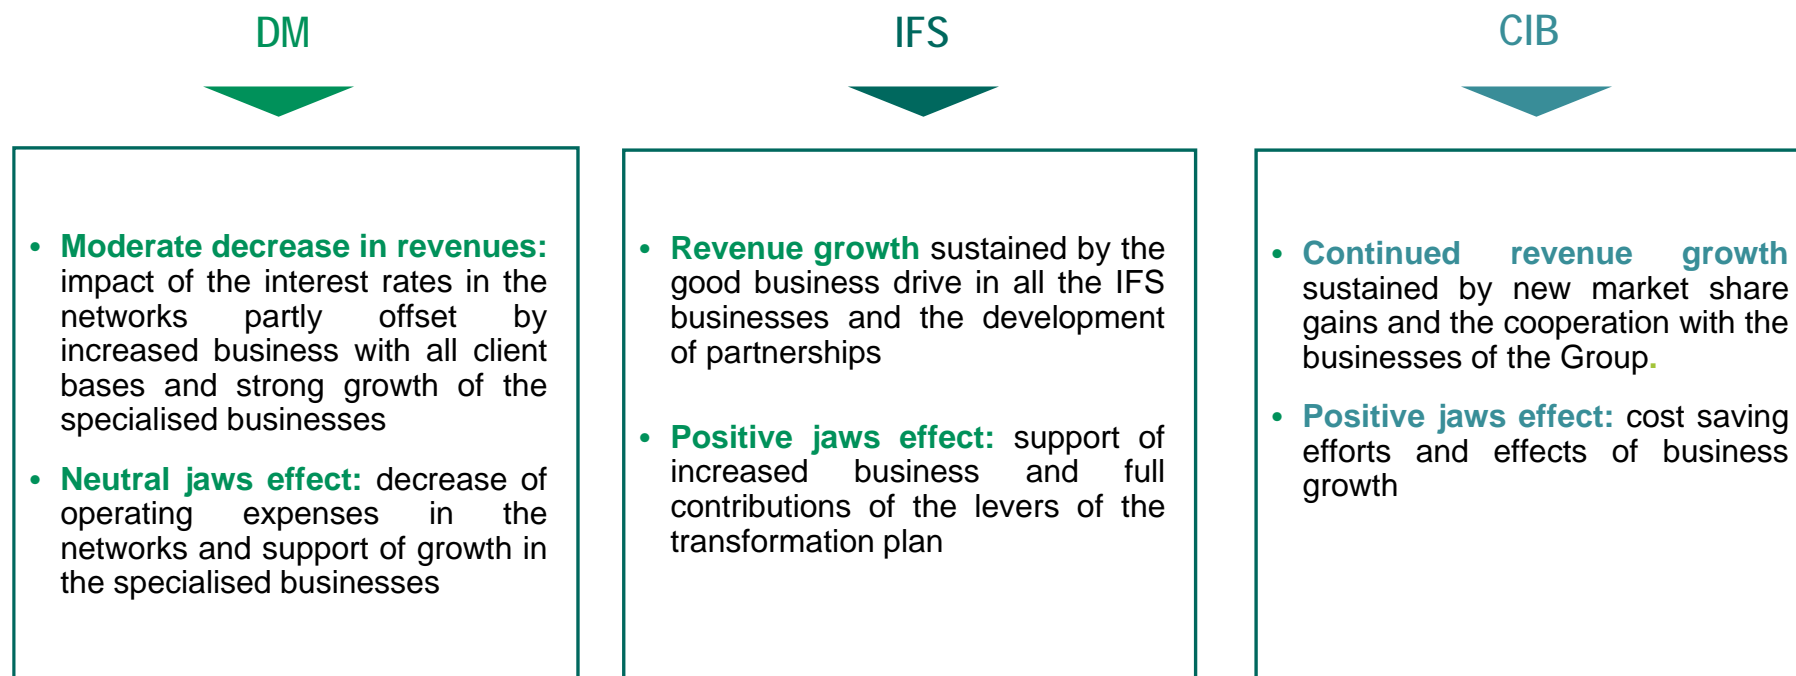 DM
• Moderate decrease in revenues:
impact of the interest rates in the
networks partly offset by
increased business with all client
bases and strong growth of the
specialised businesses
• Neutral jaws effect: decrease of
operating expenses in the
networks and support of growth in
the specialised businesses
IFS
• Revenue growth sustained by the
good business drive in all the IFS
businesses and the development
of partnerships
• Positive jaws effect: support of
increased business and full
contributions of the levers of the
transformation plan
CIB
• Continued revenue growth
sustained by new market share
gains and the cooperation with the
businesses of the Group.
• Positive jaws effect: cost saving
efforts and effects of business
growth